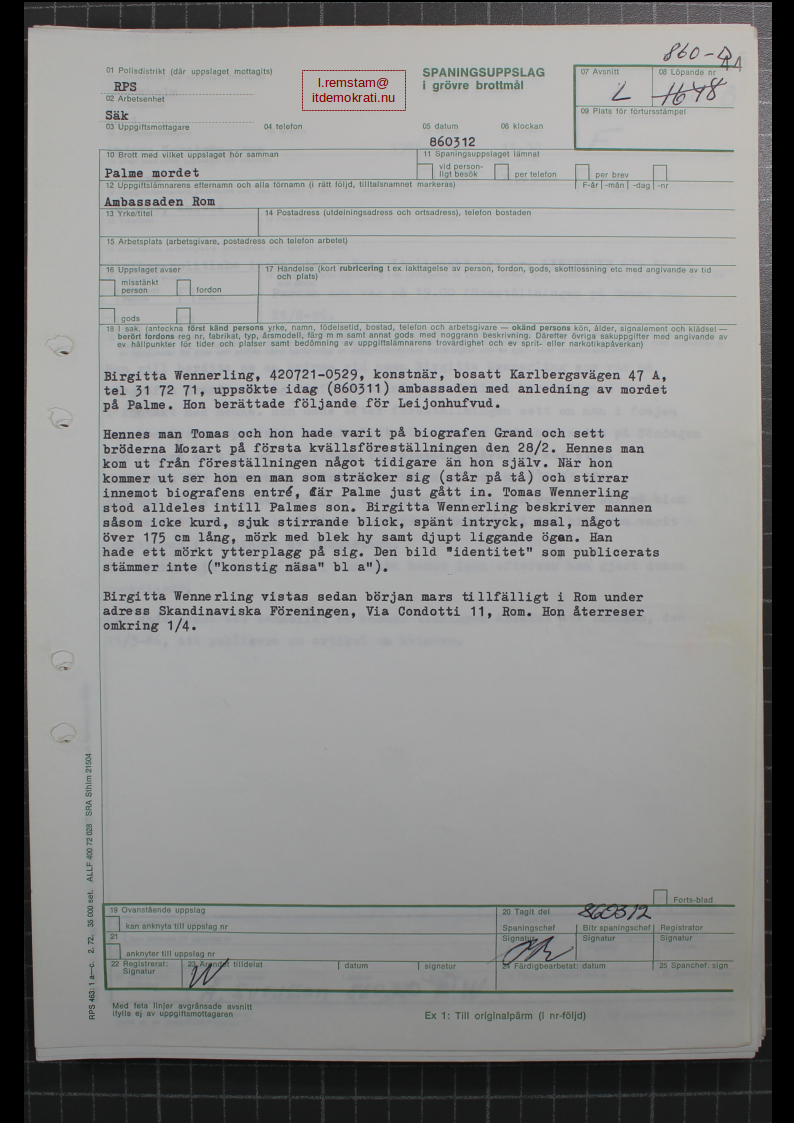 860-A
AA
01 Polisdistrikt (där uppslaget mottagits)
RPS
02 Arbetsenhet
Säk
03 Uppgiftsmottagare
04 telefon
l.remstam@
itdemokrati.nu
SPANINGSUPPSLAG
i grövre brottmål
05 datum
06 klockan
860312
07 Avsnitt
L
08 Löpande nr
1678
09 Plats för förtursstämpel
10 Brott med vilket uppslaget hör samman
Palme mordet
11 Spaningsuppslaget lämnat
vid person-
ligt besök
per telefon
per brev
12 Uppgiftslämnarens efternamn och alla förnamn (i rätt följd, tilltalsnamnet markeras)
F-år -mån -dag -nr
Ambassaden Rom
13 Yrke/titel
14 Postadress (utdelningsadress och ortsadress), telefon bostaden
15 Arbetsplats (arbetsgivare, postadress och telefon arbetet)
16 Uppslaget avser
misstänkt
person
fordon
gods
17 Händelse (kort rubricering t ex iakttagelse av person, fordon, gods, skottlossning etc med angivande av tid
och plats)
18 I sak. (anteckna först känd persons yrke, namn, födelsetid, bostad, telefon och arbetsgivare — okänd persons kön, ålder, signalement och klädsel —
berört fordons reg nr, fabrikat, typ, årsmodell, färg m m samt annat gods med noggrann beskrivning. Därefter övriga sakuppgifter med angivande av
ev hållpunkter för tider och platser samt bedömning av uppgiftslämnarens trovärdighet och ev sprit- eller narkotikapåverkan)
Birgitta Wennerling, 420721-0529, konstnär, bosatt Karlbergsvägen 47 A,
tel 31 72 71, uppsökte idag (860311) ambassaden med anledning av mordet
på Palme. Hon berättade följande för Leijonhufvud.
Hennes man Tomas och hon hade varit på biografen Grand och sett
bröderna Mozart på första kvällsföreställningen den 28/2. Hennes man
kom ut från föreställningen något tidigare än hon själv. När hon
kommer ut ser hon en man som sträcker sig (står på tå) och stirrar
innemot biografens entré, där Palme just gått in. Tomas Wennerling
stod alldeles intill Palmes son. Birgitta Wennerling beskriver mannen
såsom icke kurd, sjuk stirrande blick, spänt intryck, msal, något
över 175 cm lång, mörk med blek hy samt djupt liggande ögan. Han
hade ett mörkt ytterplagg på sig. Den bild "identitet" som publicerats
stämmer inte ("konstig näsa" bl a").
Birgitta Wennerling vistas sedan början mars tillfälligt i Rom under
adress Skandinaviska Föreningen, Via Condotti 11, Rom. Hon återreser
omkring 1/4.
RPS 463: 1 a—c. 2. 72. 35 000 set. ALLF 400 72 028 SRA Sthlm 21504
Forts-blad
19 Ovanstående uppslag
kan anknyta till uppslag nr
21
anknyter till uppslag nr
20 Tagit del
860312
Spaningschef
Signatur
Bitr spaningschef
Signatur
Registrator
Signatur
22 Registrerat:
Signatur
23 Ärendet tilldelat
datum
signatur
24 Färdigbearbetat: datum
25 Spanchef. sign
Med feta linjer avgränsade avsnitt
ifylls ej av uppgiftsmottagaren
Ex 1: Till originalpärm (i nr-följd)